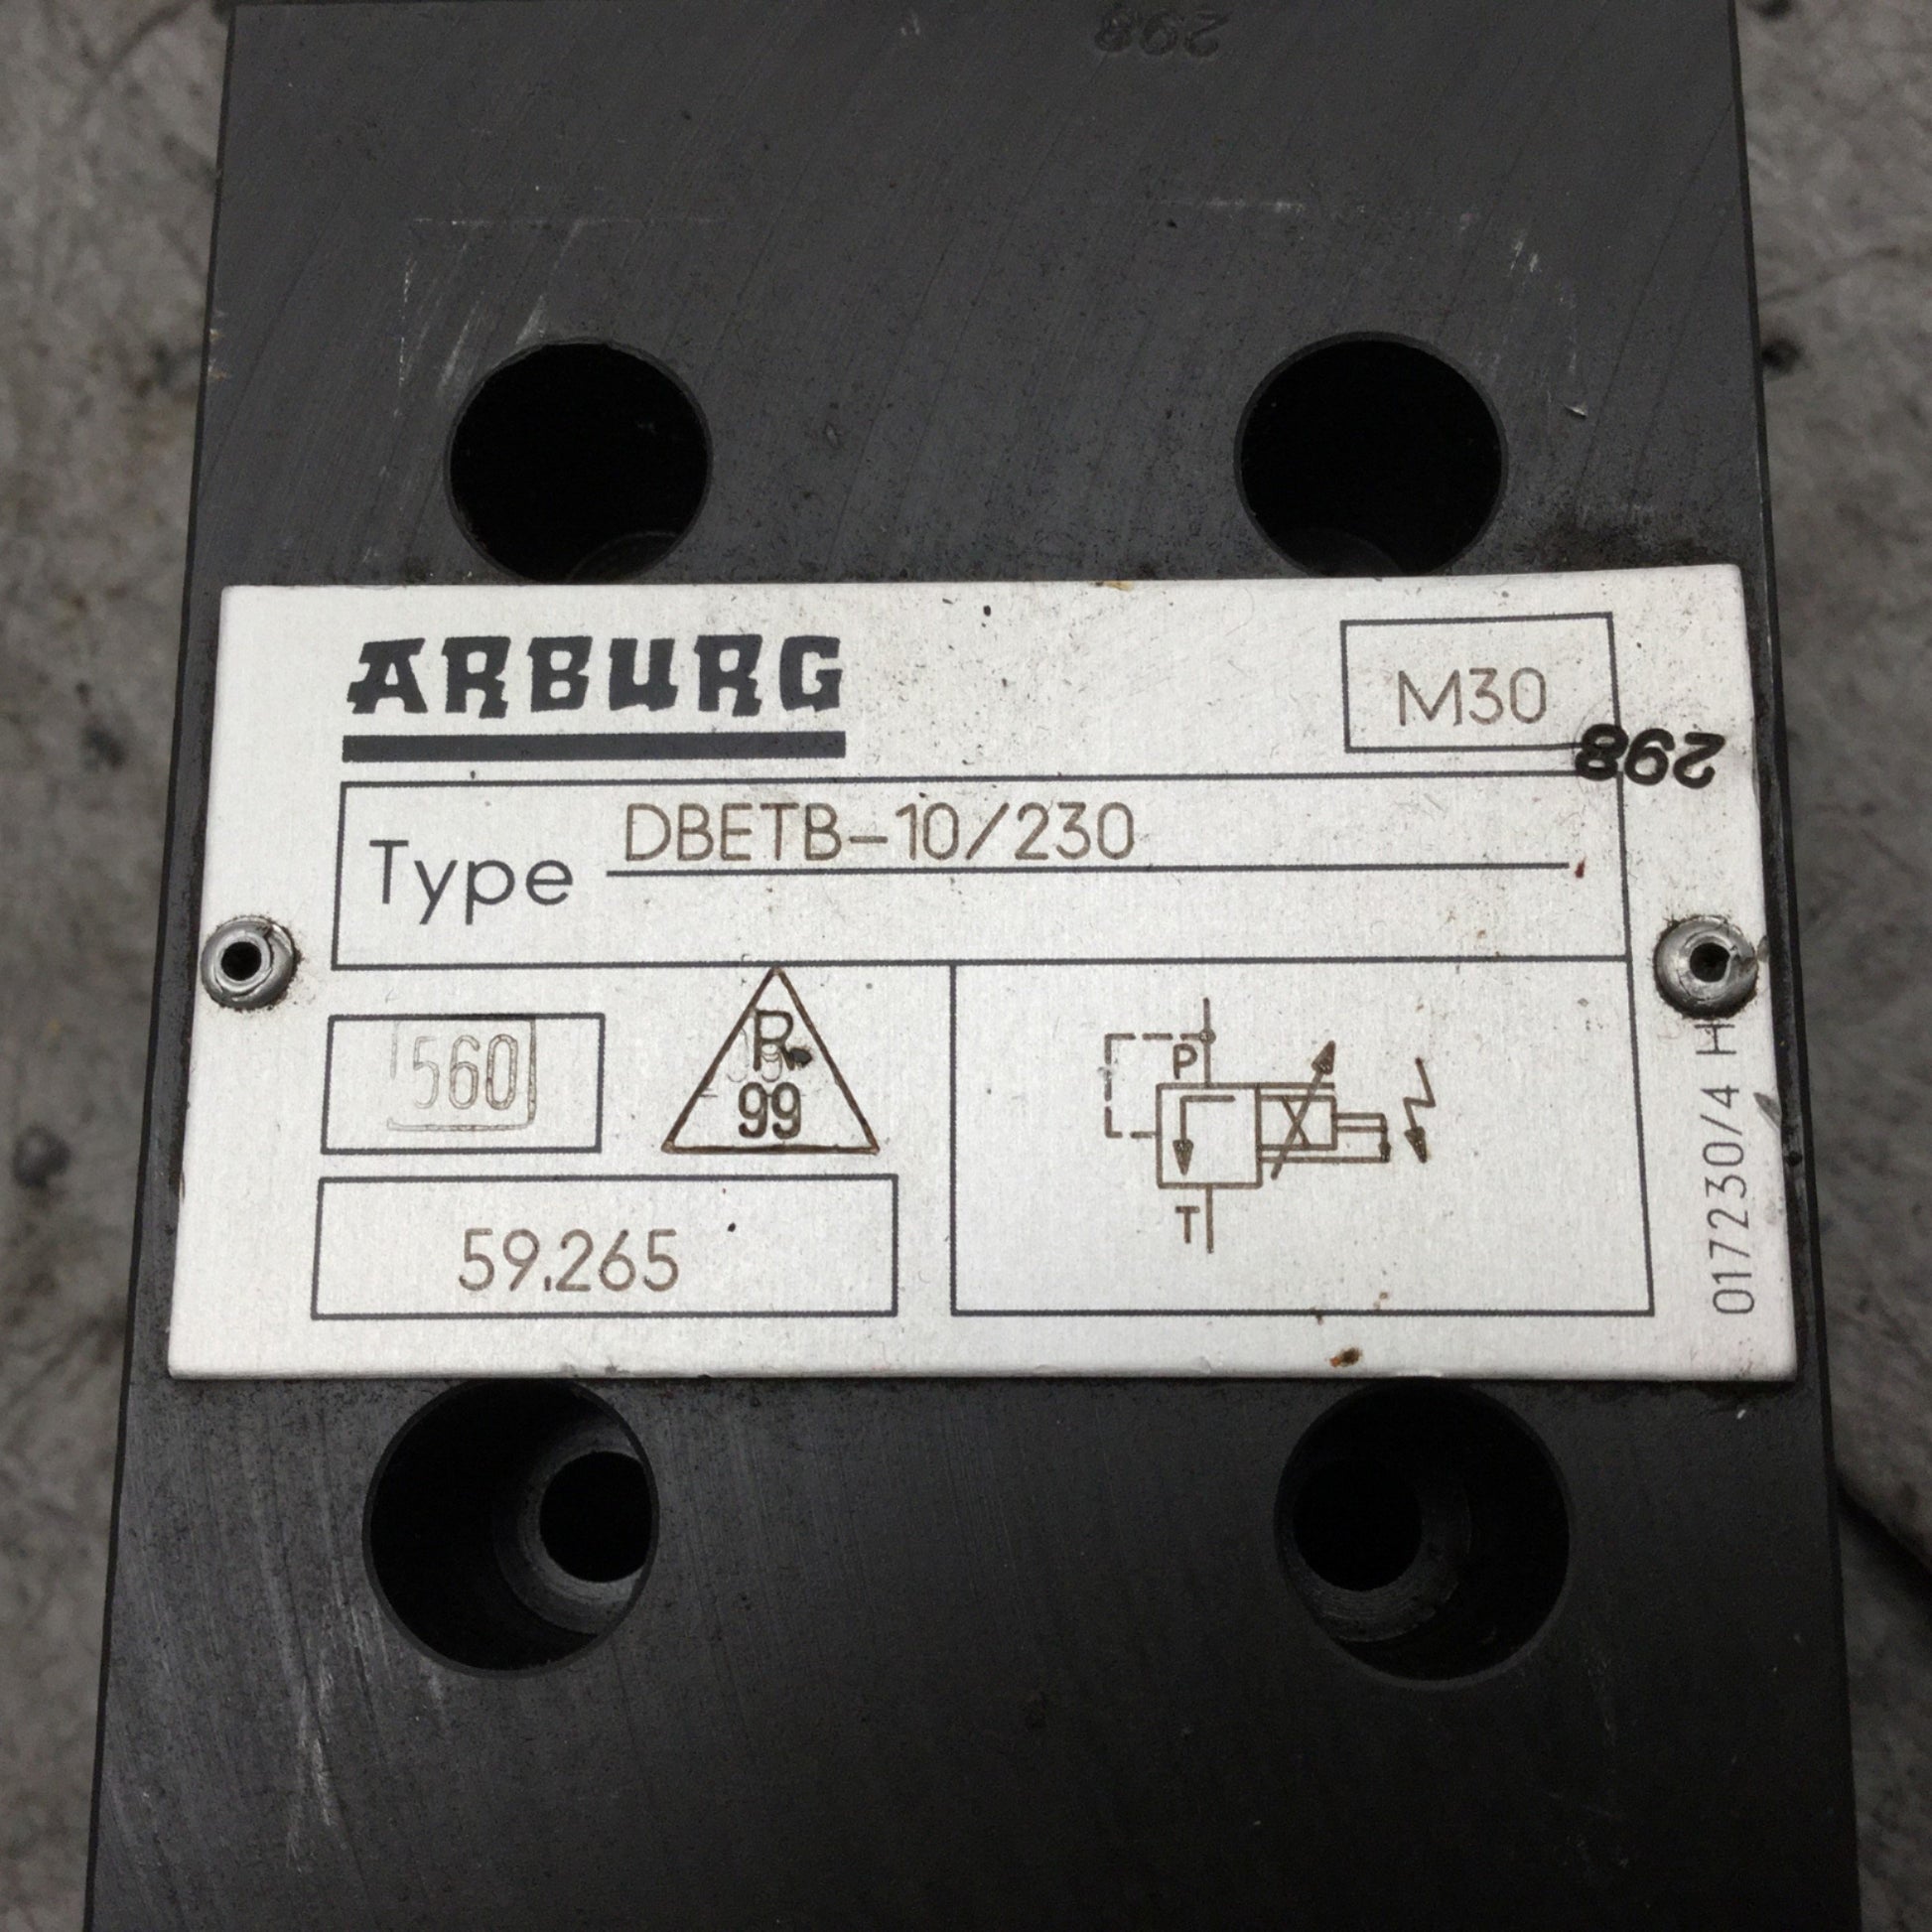 298
ARBURG
M30
298
Type DBETB-10/230
560
R.
99
P
T
59.265
017230/4 H